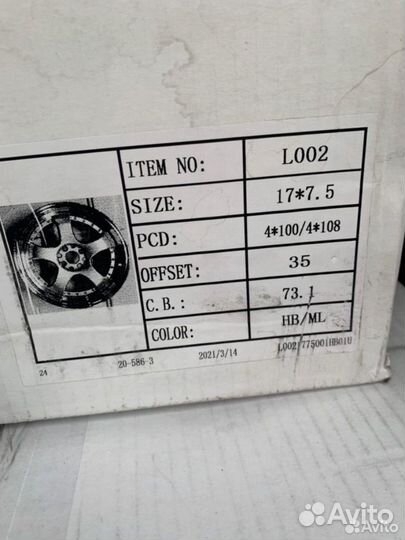 ITEM NO: L002
SIZE: 17*7.5
PCD: 4*100/4*108
OFFSET: 35
C.B.: 73.1
COLOR: HB/ML
24 20-586-3 2021/3/14
Avito
Avito